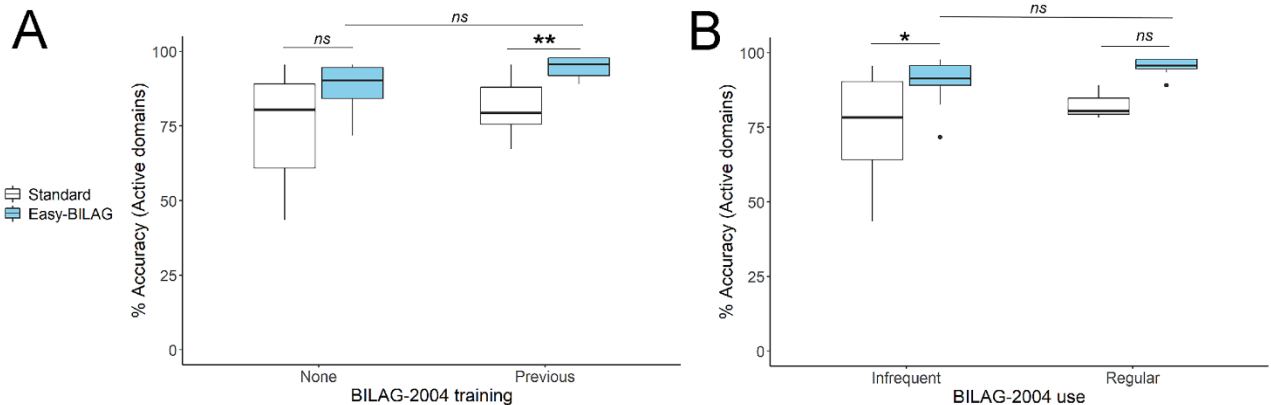 A
ns
ns
**
100
75
50
25
0
% Accuracy (Active domains)
Standard
Easy-BILAG
None
Previous
BILAG-2004 training
B
ns
*
ns
100
75
50
25
0
% Accuracy (Active domains)
Infrequent
Regular
BILAG-2004 use